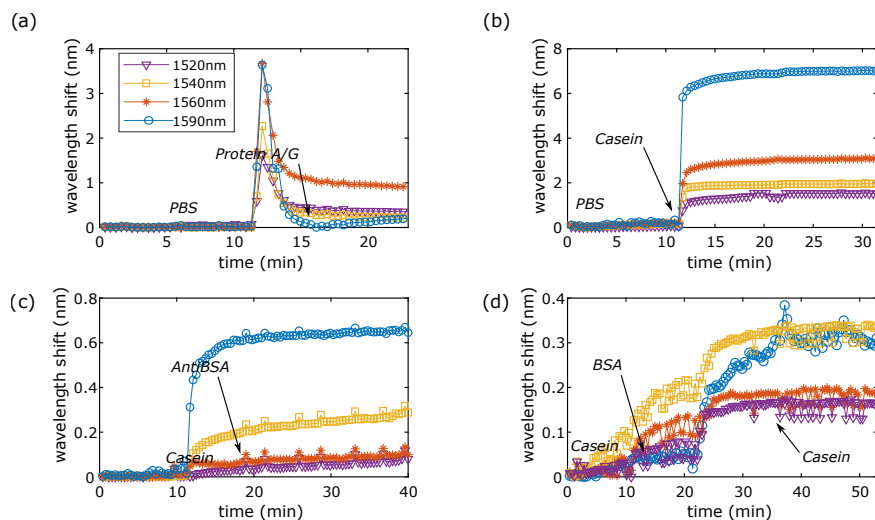 (a)
wavelength shift (nm)
4
3
2
1
0
1520nm
1540nm
1560nm
1590nm
Protein A/G
PBS
0 5 10 15 20
time (min)
(b)
wavelength shift (nm)
8
6
4
2
0
Casein
PBS
0 5 10 15 20 25 30
time (min)
(c)
wavelength shift (nm)
0.8
0.6
0.4
0.2
0
AntiBSA
Casein
0 10 20 30 40
time (min)
(d)
wavelength shift (nm)
0.4
0.3
0.2
0.1
0
BSA
Casein
Casein
0 10 20 30 40 50
time (min)